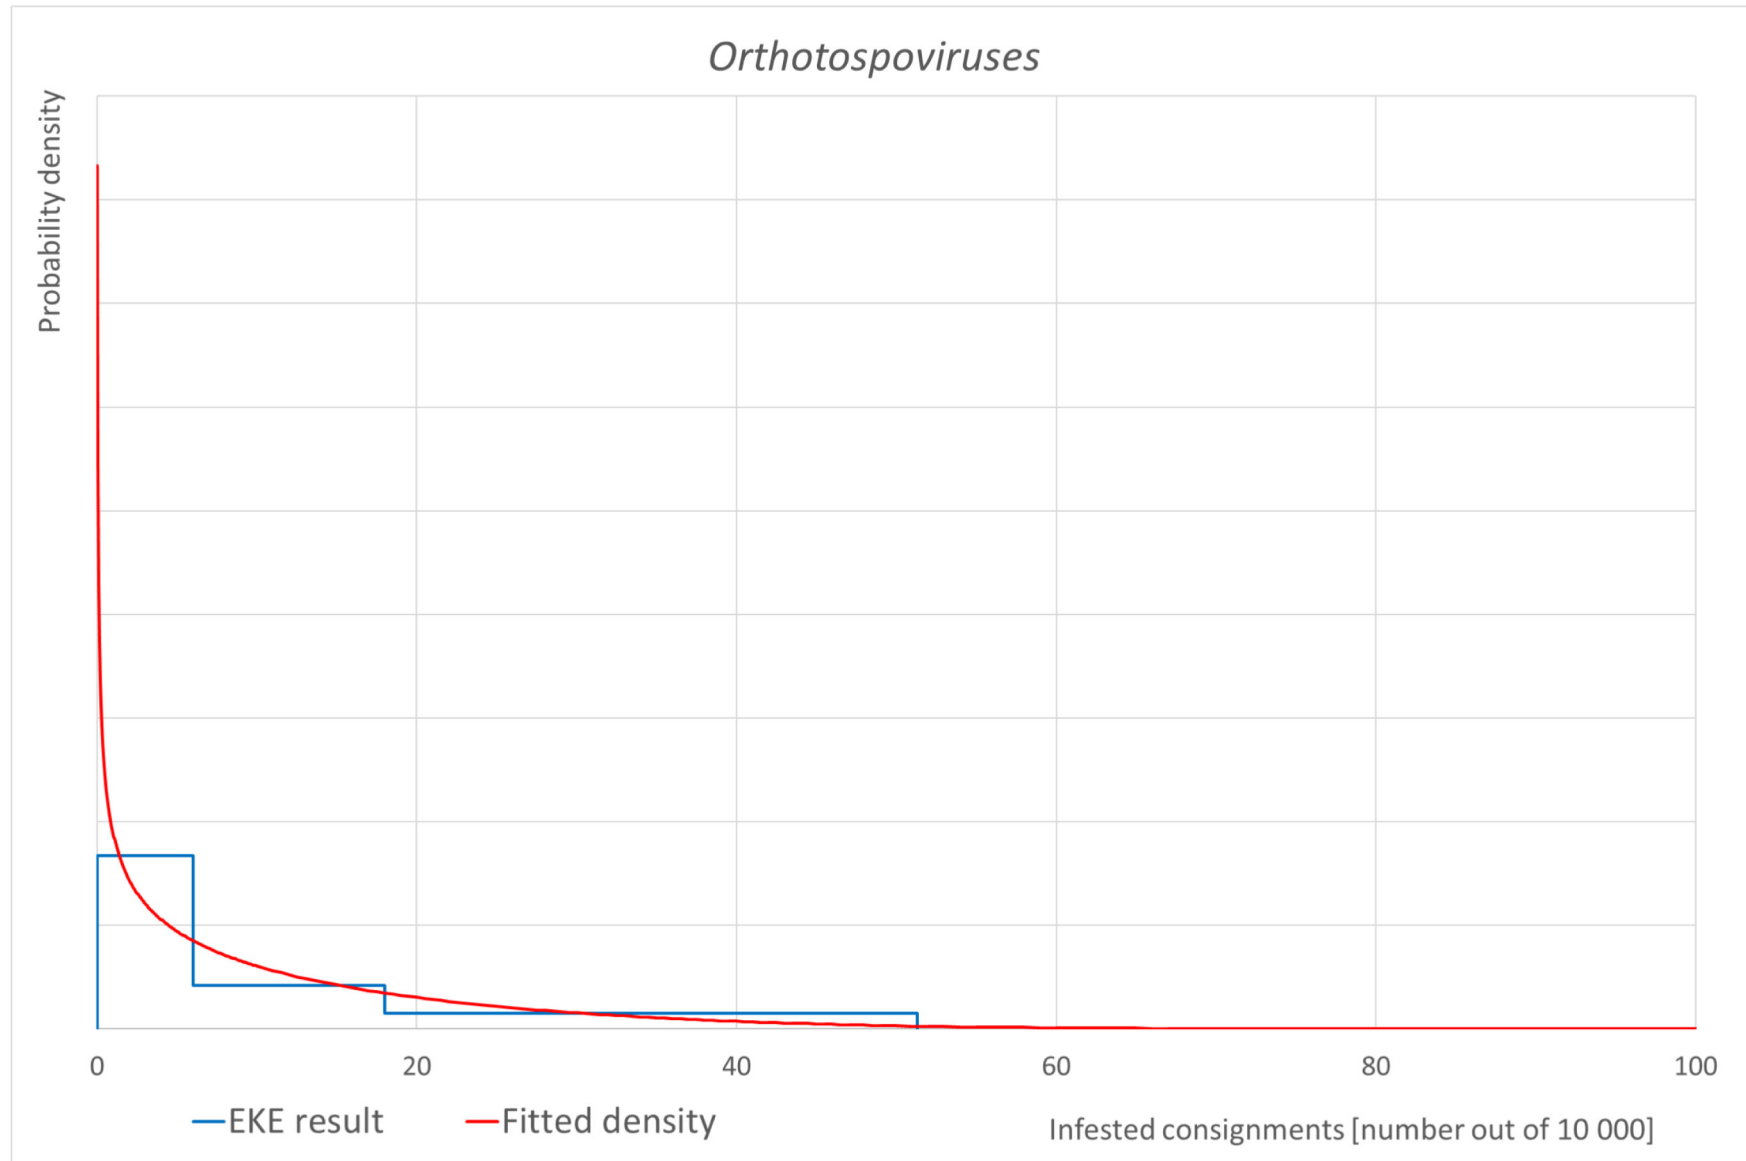 Orthotospoviruses
Probability density
0 20 40 60 80 100
EKE result Fitted density
Infested consignments [number out of 10 000]